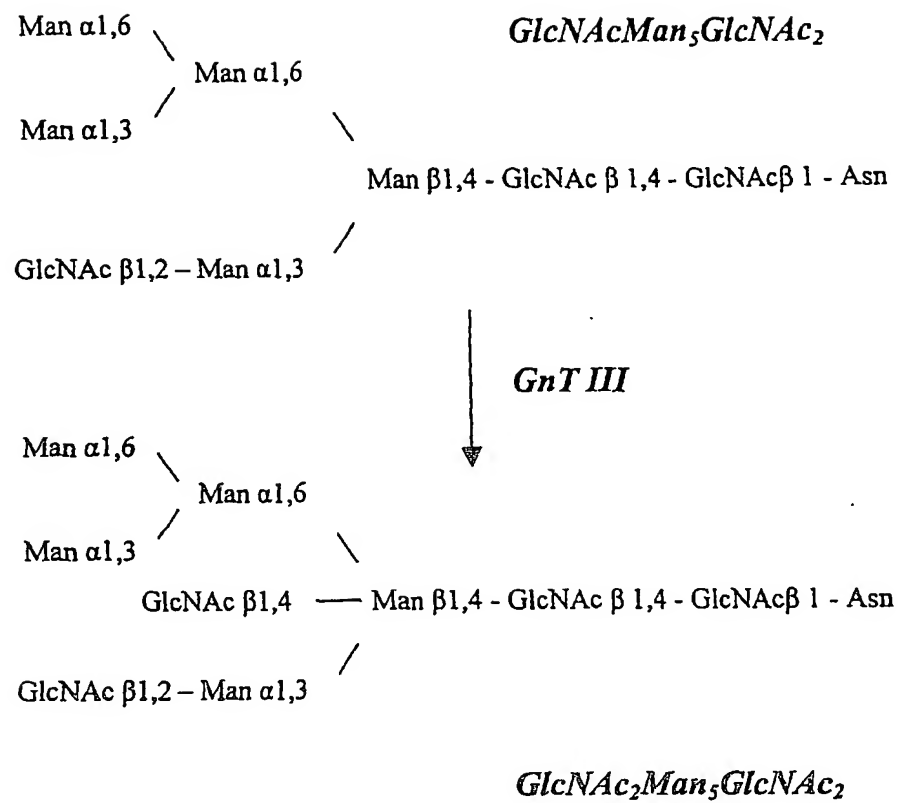 Man α1,6
GlcNAcMan₅GlcNAc₂
Man α1,6
Man α1,3
Man β1,4 - GlcNAc β 1,4 - GlcNAcβ 1 - Asn
GlcNAc β1,2 – Man α1,3
GnT III
Man α1,6
Man α1,6
Man α1,3
GlcNAc β1,4 — Man β1,4 - GlcNAc β 1,4 - GlcNAcβ 1 - Asn
GlcNAc β1,2 – Man α1,3
GlcNAc₂Man₅GlcNAc₂